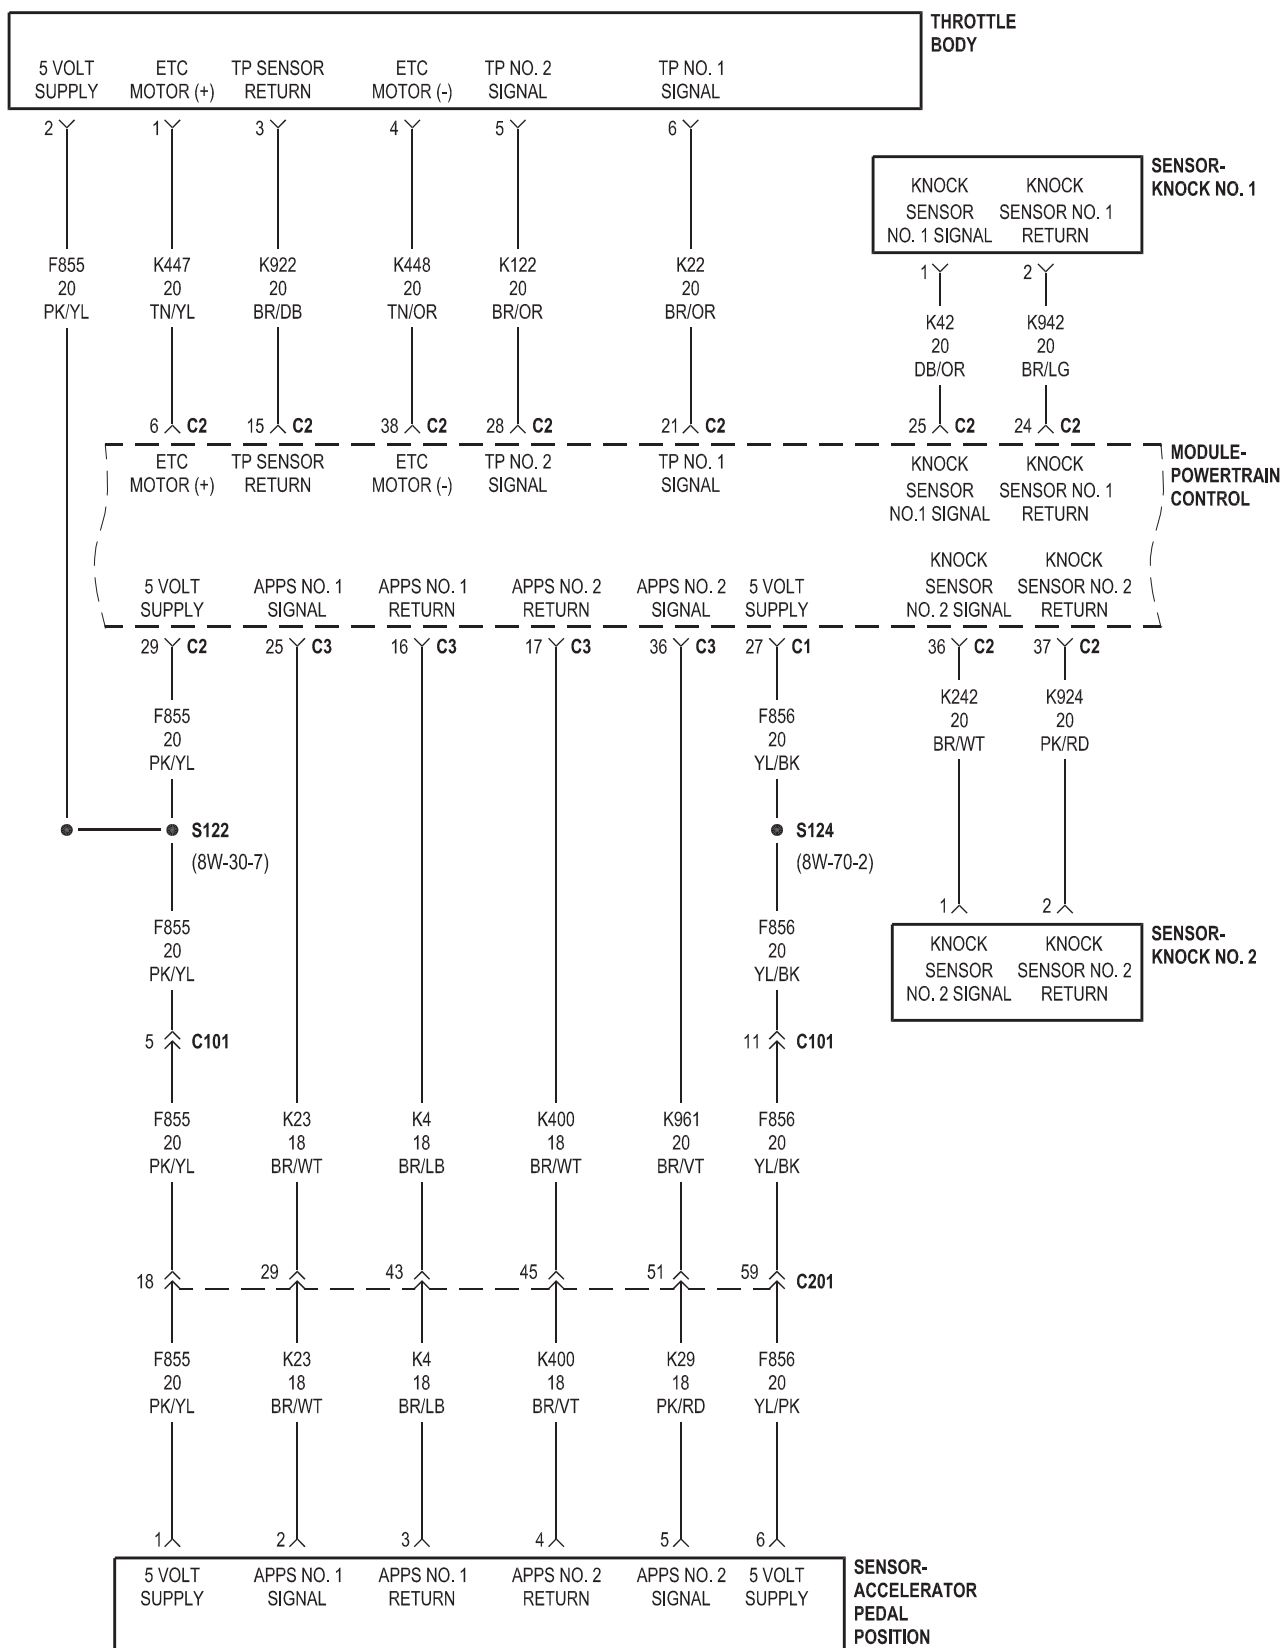 THROTTLE
BODY
5 VOLT ETC TP SENSOR ETC TP NO. 2 TP NO. 1
SUPPLY MOTOR (+) RETURN MOTOR (-) SIGNAL SIGNAL
2 1 3 4 5 6
SENSOR-
KNOCK NO. 1
KNOCK KNOCK
SENSOR SENSOR NO. 1
NO. 1 SIGNAL RETURN
1 2
F855 K447 K922 K448 K122 K22
20 20 20 20 20 20
PK/YL TN/YL BR/DB TN/OR BR/OR BR/OR
K42 K942
20 20
DB/OR BR/LG
6 C2 15 C2 38 C2 28 C2 21 C2 25 C2 24 C2
MODULE-
POWERTRAIN
CONTROL
ETC TP SENSOR ETC TP NO. 2 TP NO. 1 KNOCK KNOCK
MOTOR (+) RETURN MOTOR (-) SIGNAL SIGNAL SENSOR SENSOR NO. 1
NO.1 SIGNAL RETURN
KNOCK KNOCK
5 VOLT APPS NO. 1 APPS NO. 1 APPS NO. 2 APPS NO. 2 5 VOLT SENSOR SENSOR NO. 2
SUPPLY SIGNAL RETURN RETURN SIGNAL SUPPLY NO. 2 SIGNAL RETURN
29 C2 25 C3 16 C3 17 C3 36 C3 27 C1 36 C2 37 C2
K242 K924
20 20
BR/WT PK/RD
F855 F856
20 20
PK/YL YL/BK
S122 S124
(8W-30-7) (8W-70-2)
1 2
F855 F856
20 20
PK/YL YL/BK
SENSOR-
KNOCK NO. 2
KNOCK KNOCK
SENSOR SENSOR NO. 2
NO. 2 SIGNAL RETURN
5 C101 11 C101
F855 K23 K4 K400 K961 F856
20 18 18 18 20 20
PK/YL BR/WT BR/LB BR/WT BR/VT YL/BK
18 29 43 45 51 59 C201
F855 K23 K4 K400 K29 F856
20 18 18 18 18 20
PK/YL BR/WT BR/LB BR/VT PK/RD YL/PK
1 2 3 4 5 6
5 VOLT APPS NO. 1 APPS NO. 1 APPS NO. 2 APPS NO. 2 5 VOLT
SUPPLY SIGNAL RETURN RETURN SIGNAL SUPPLY
SENSOR-
ACCELERATOR
PEDAL
POSITION